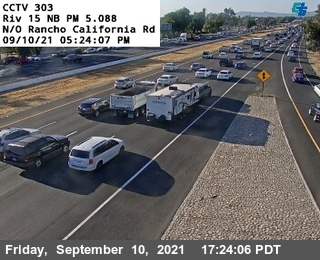 CCTV 303
Riv 15 NB PM 5.088
N/O Rancho California Rd
09/10/21 05:24:07 PM
Friday, September 10, 2021 17:24:06 PDT